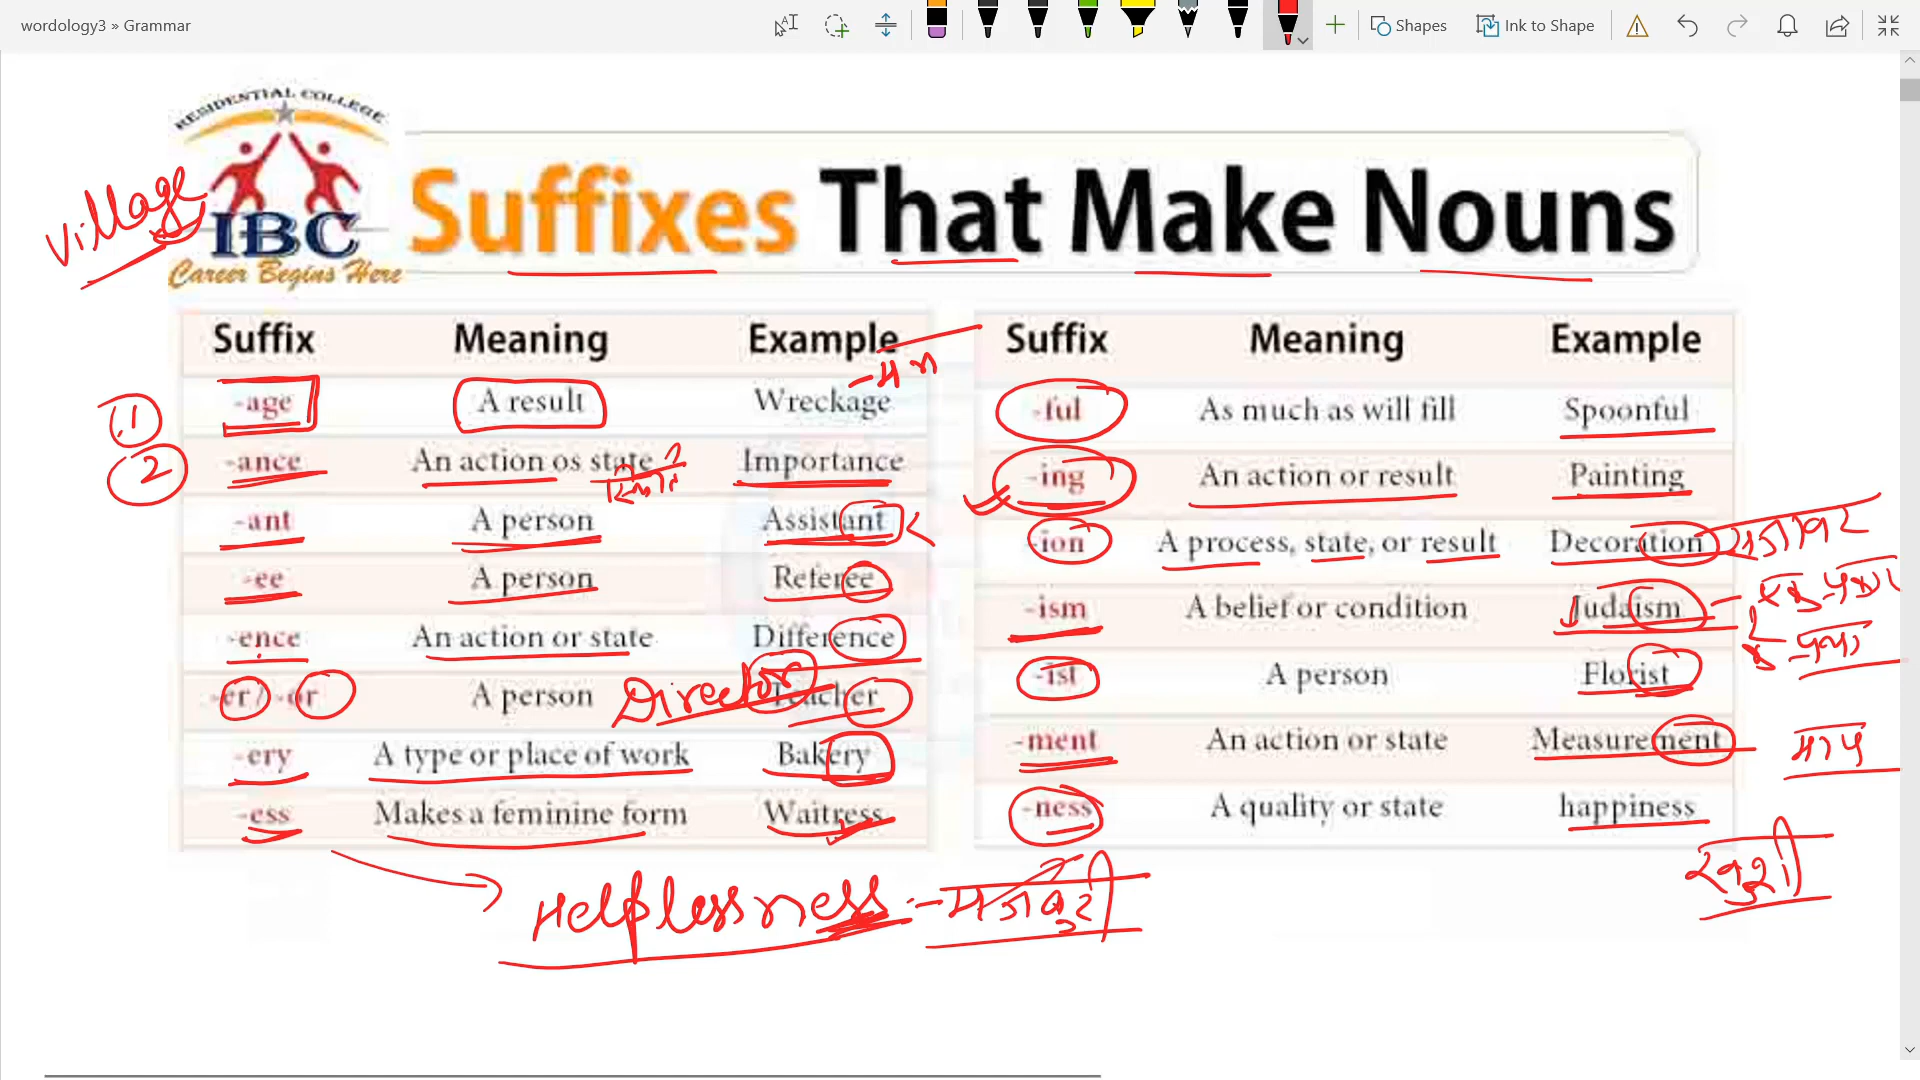 wordology3 » Grammar
Shapes
Ink to Shape
RESIDENTIAL COLLEGE
IBC
Career Begins Here
Village
Suffixes That Make Nouns
Suffix Meaning Example
-age A result Wreckage
-ance An action os state Importance
-ant A person Assistant
-ee A person Referee
-ence An action or state Difference
-er / -or A person Director Teacher
-ery A type or place of work Bakery
-ess Makes a feminine form Waitress
1
2
Helplessness
Suffix Meaning Example
-ful As much as will fill Spoonful
-ing An action or result Painting
-ion A process, state, or result Decoration
-ism A belief or condition Judaism
-ist A person Florist
-ment An action or state Measurement
-ness A quality or state happiness